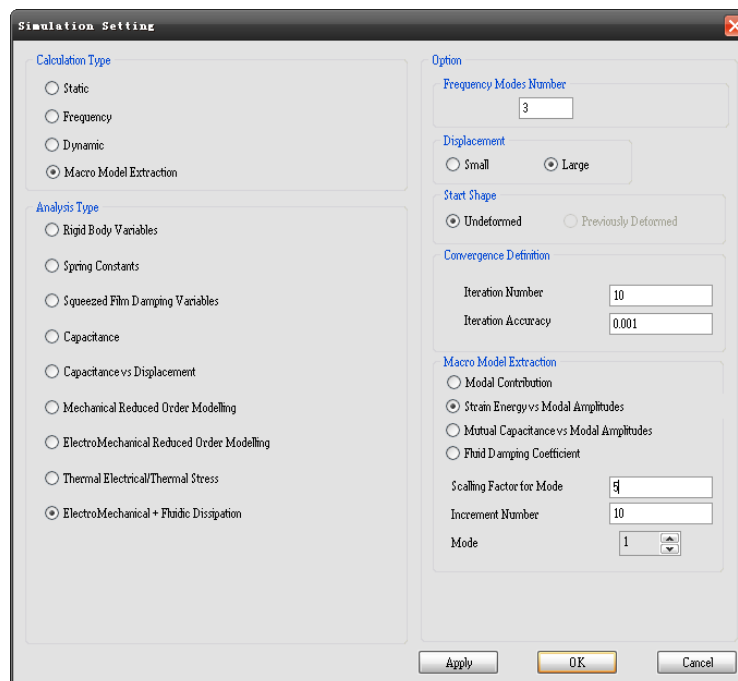 Simulation Setting
Calculation Type
Static
Frequency
Dynamic
Macro Model Extraction
Analysis Type
Rigid Body Variables
Spring Constants
Squeezed Film Damping Variables
Capacitance
Capacitance vs Displacement
Mechanical Reduced Order Modelling
ElectroMechanical Reduced Order Modelling
Thermal Electrical/Thermal Stress
ElectroMechanical + Fluidic Dissipation
Option
Frequency Modes Number
3
Displacement
Small Large
Start Shape
Undeformed Previously Deformed
Convergence Definition
Iteration Number 10
Iteration Accuracy 0.001
Macro Model Extraction
Modal Contribution
Strain Energy vs Modal Amplitudes
Mutual Capacitance vs Modal Amplitudes
Fluid Damping Coefficient
Scalling Factor for Mode 5
Increment Number 10
Mode 1
Apply OK Cancel